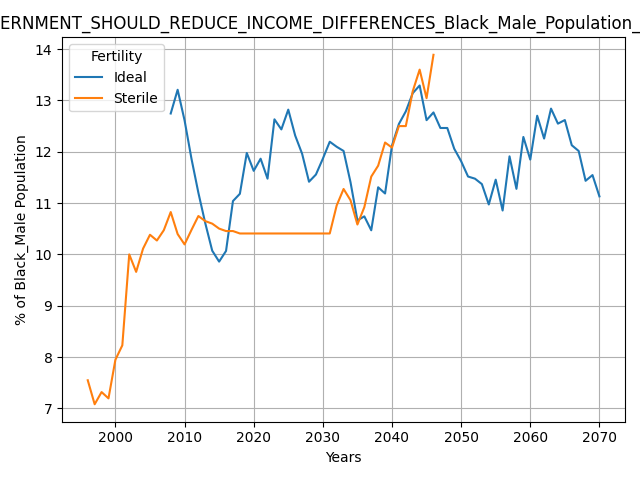 ERNMENT_SHOULD_REDUCE_INCOME_DIFFERENCES_Black_Male_Population_
Fertility
Ideal
Sterile
% of Black_Male Population
14
13
12
11
10
9
8
7
2000 2010 2020 2030 2040 2050 2060 2070
Years